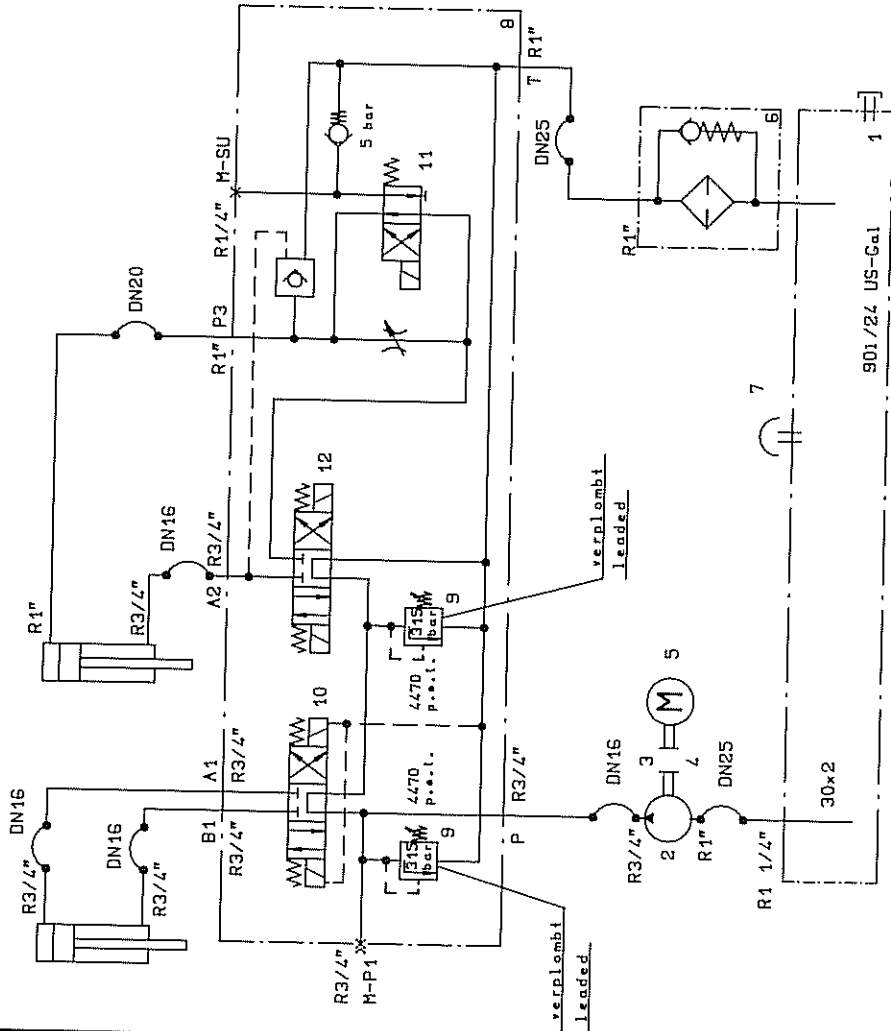 8
R1"
T
5 bar
11
M-SU
R1/4"
P3
R1"
DN20
DN25
R1"
6
1
90l/24 US-Gal
7
12
R3/4"
A2
DN16
R3/4"
R1"
315
bar
9
4470
p.s.i.
verplombt
leaded
10
R3/4"
A1
B1
R3/4"
DN16
DN16
R3/4"
R3/4"
315
bar
9
4470
p.s.i.
verplombt
leaded
R3/4"
M-P1
P
R3/4"
DN16
R3/4"
2
3
4
5
M
R1"
DN25
R1 1/4"
30x2